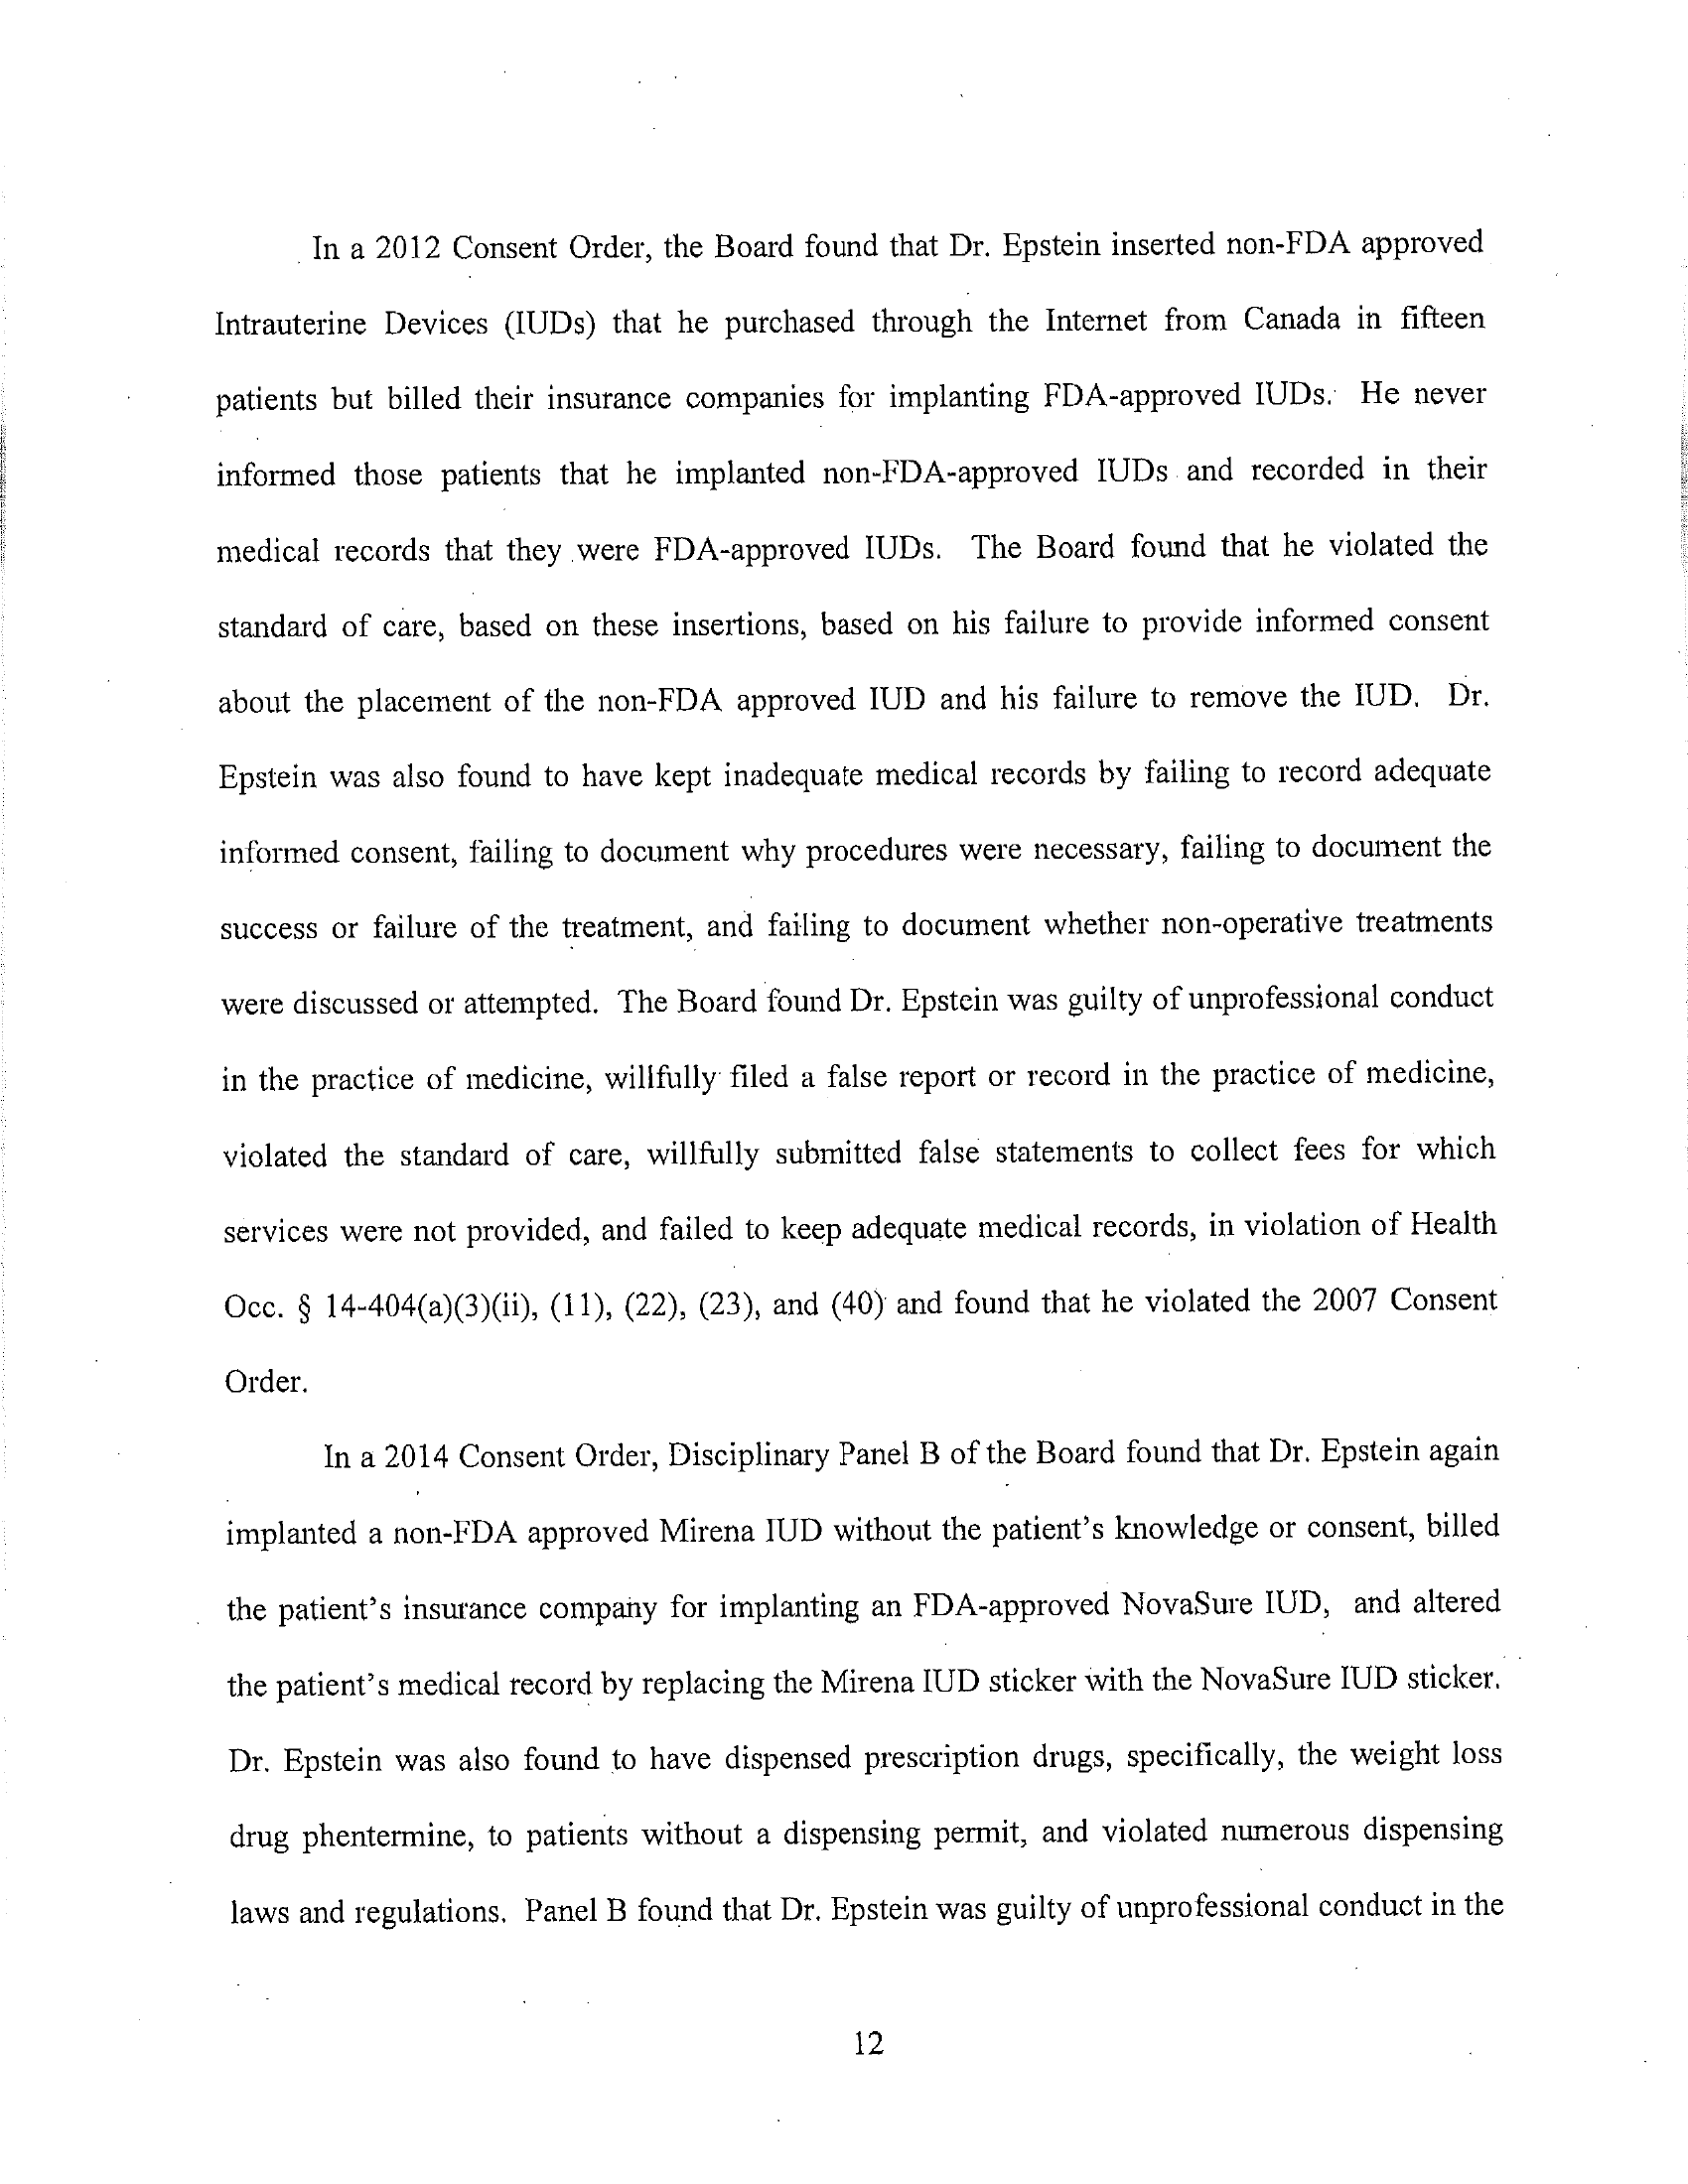 In a 2012 Consent Order, the Board found that Dr. Epstein inserted non-FDA approved
Intrauterine Devices (IUDs) that he purchased through the Internet from Canada in fifteen
patients but billed their insurance companies for implanting FDA-approved IUDs. He never
informed those patients that he implanted non-FDA-approved IUDs and recorded in their
medical records that they were FDA-approved IUDs. The Board found that he violated the
standard of care, based on these insertions, based on his failure to provide informed consent
about the placement of the non-FDA approved IUD and his failure to remove the IUD. Dr.
Epstein was also found to have kept inadequate medical records by failing to record adequate
informed consent, failing to document why procedures were necessary, failing to document the
success or failure of the treatment, and failing to document whether non-operative treatments
were discussed or attempted. The Board found Dr. Epstein was guilty of unprofessional conduct
in the practice of medicine, willfully filed a false report or record in the practice of medicine,
violated the standard of care, willfully submitted false statements to collect fees for which
services were not provided, and failed to keep adequate medical records, in violation of Health
Occ. § 14-404(a)(3)(ii), (11), (22), (23), and (40) and found that he violated the 2007 Consent
Order.
In a 2014 Consent Order, Disciplinary Panel B of the Board found that Dr. Epstein again
implanted a non-FDA approved Mirena IUD without the patient's knowledge or consent, billed
the patient's insurance company for implanting an FDA-approved NovaSure IUD, and altered
the patient's medical record by replacing the Mirena IUD sticker with the NovaSure IUD sticker.
Dr. Epstein was also found to have dispensed prescription drugs, specifically, the weight loss
drug phentermine, to patients without a dispensing permit, and violated numerous dispensing
laws and regulations. Panel B found that Dr. Epstein was guilty of unprofessional conduct in the
12